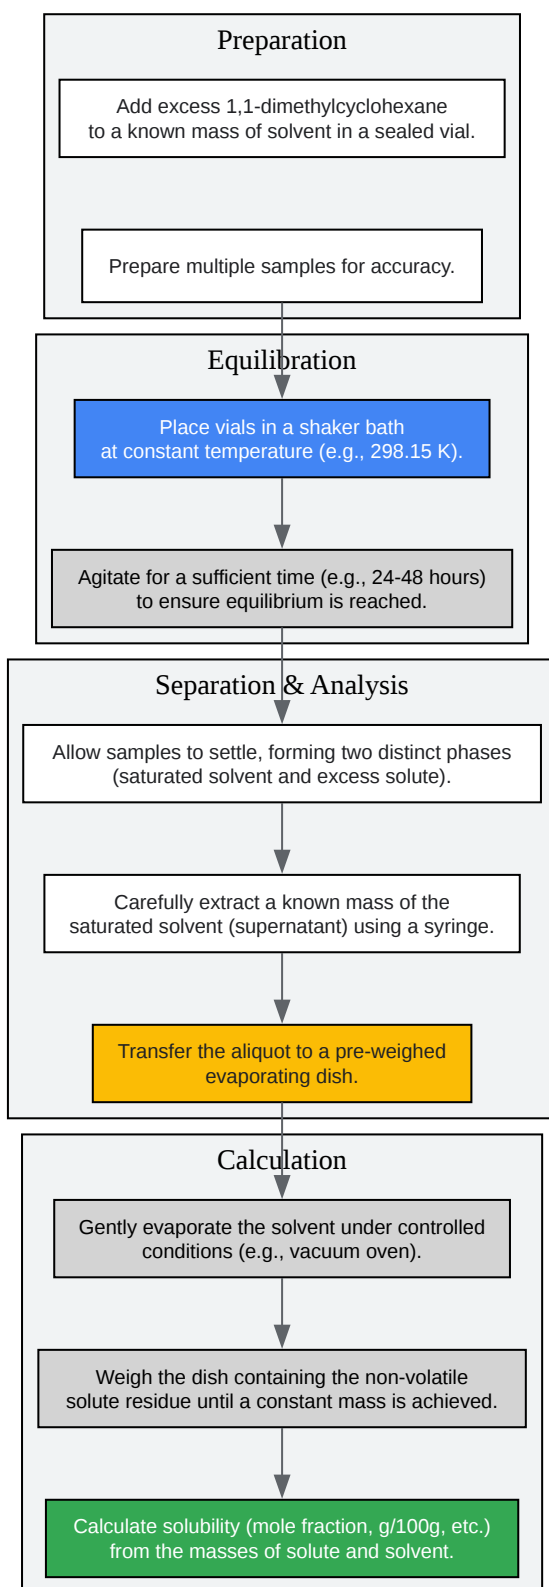 Preparation
Add excess 1,1-dimethylcyclohexane
to a known mass of solvent in a sealed vial.
Prepare multiple samples for accuracy.
Equilibration
Place vials in a shaker bath
at constant temperature (e.g., 298.15 K).
Agitate for a sufficient time (e.g., 24-48 hours)
to ensure equilibrium is reached.
Separation & Analysis
Allow samples to settle, forming two distinct phases
(saturated solvent and excess solute).
Carefully extract a known mass of the
saturated solvent (supernatant) using a syringe.
Transfer the aliquot to a pre-weighed
evaporating dish.
Calculation
Gently evaporate the solvent under controlled
conditions (e.g., vacuum oven).
Weigh the dish containing the non-volatile
solute residue until a constant mass is achieved.
Calculate solubility (mole fraction, g/100g, etc.)
from the masses of solute and solvent.